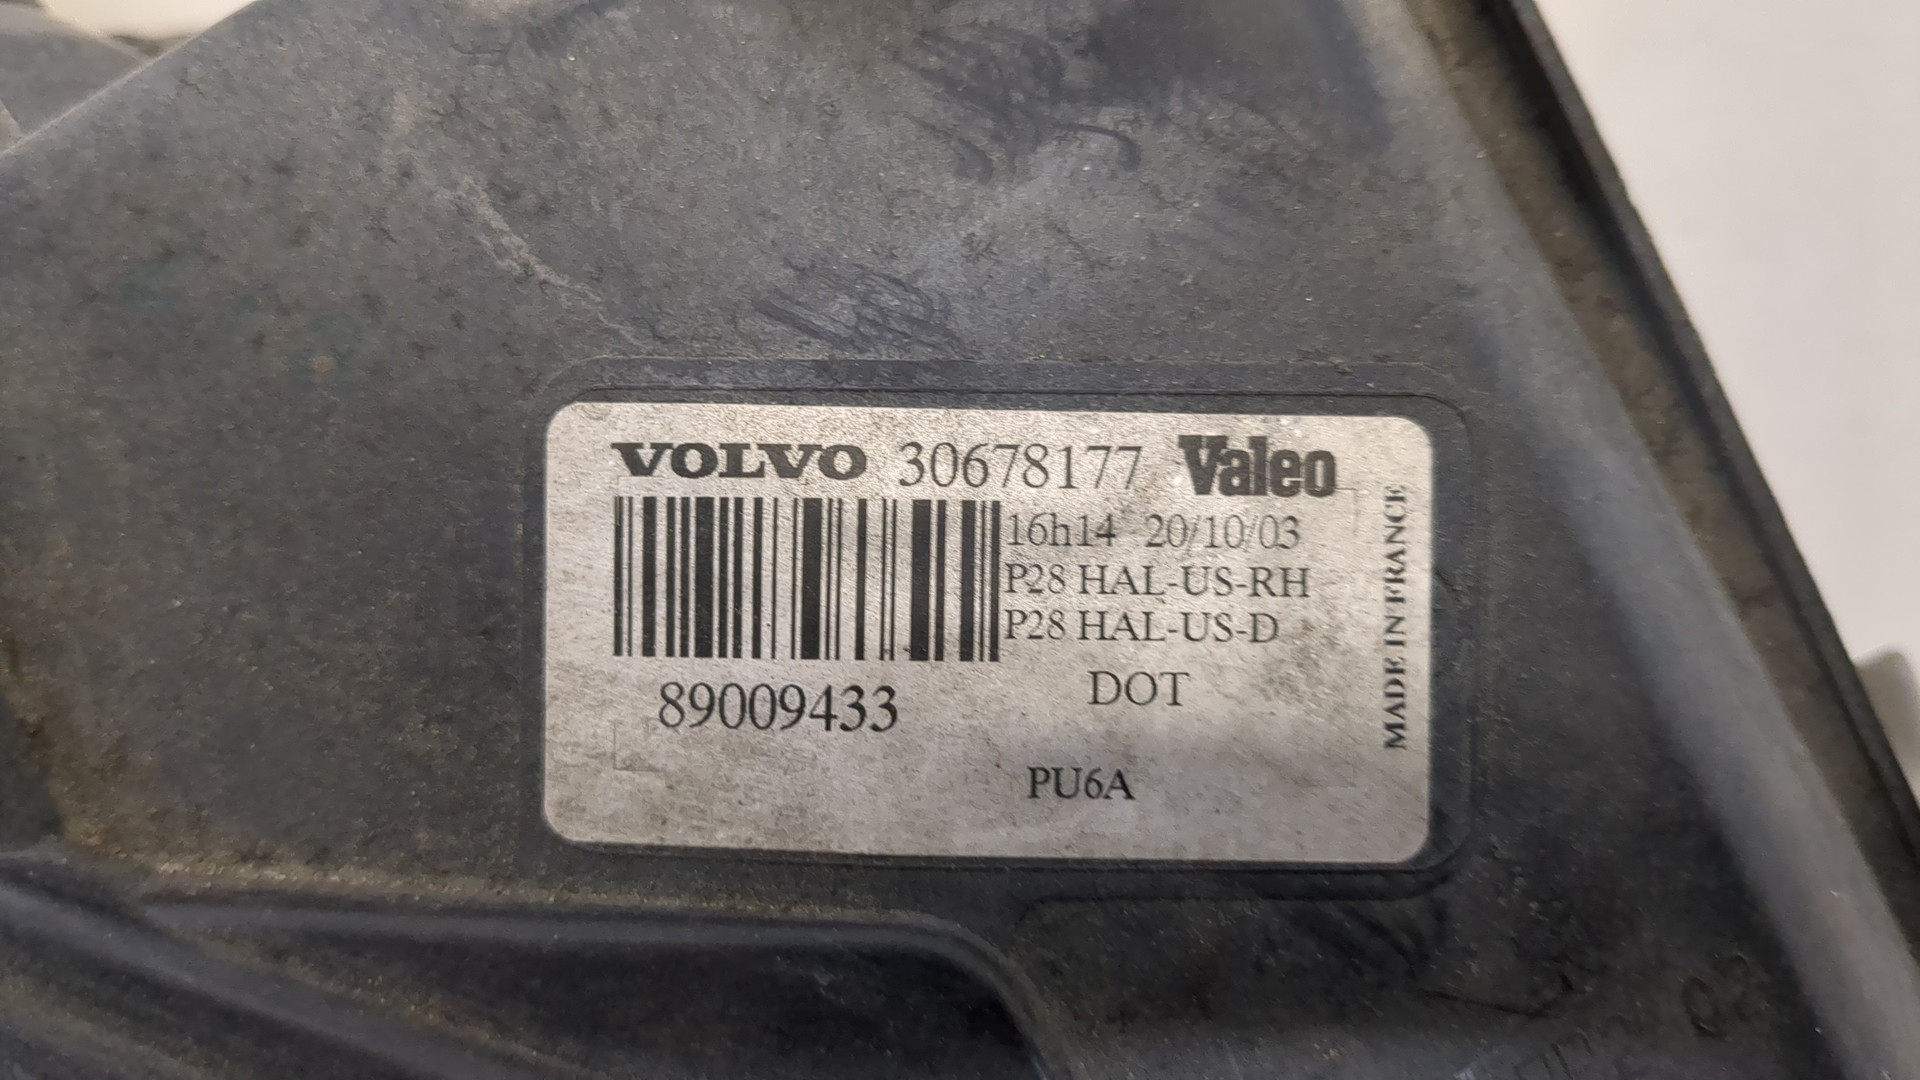 VOLVO 30678177 Valeo
16h14 20/10/03
P28 HAL-US-RH
P28 HAL-US-D
89009433
DOT
PU6A
MADE IN FRANCE